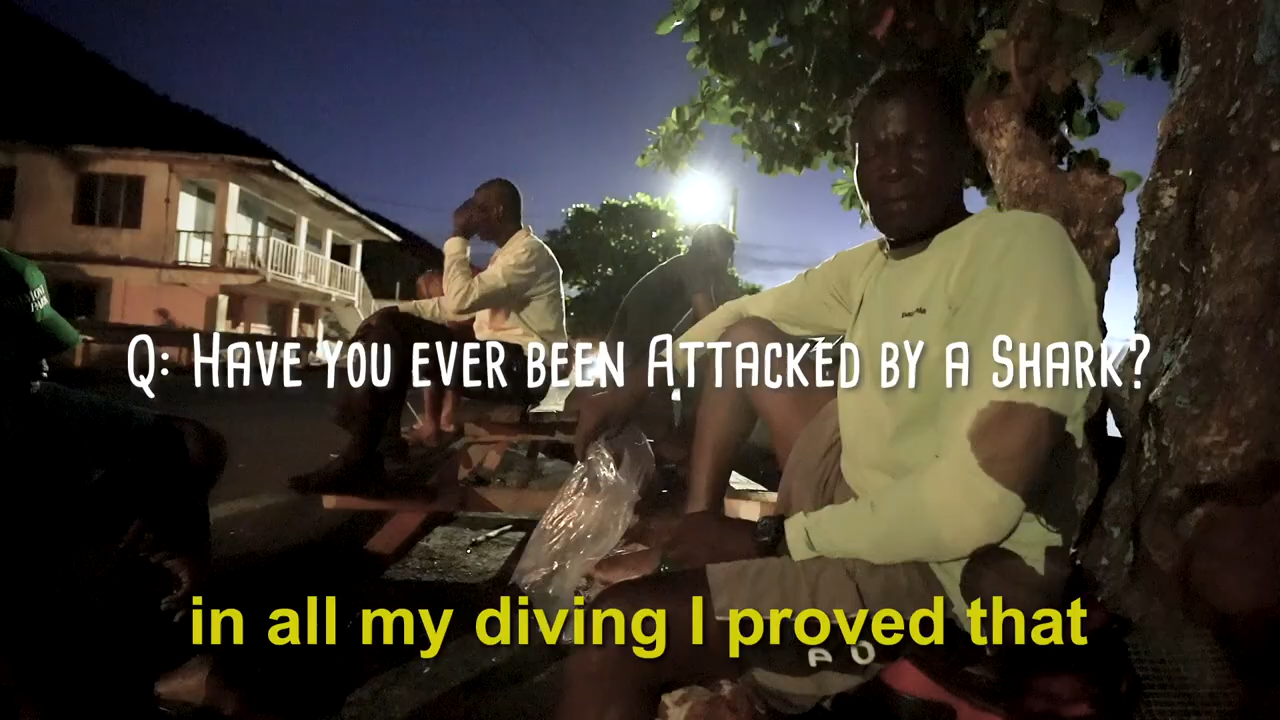 Q: Have you ever been Attacked by a Shark?
in all my diving I proved that